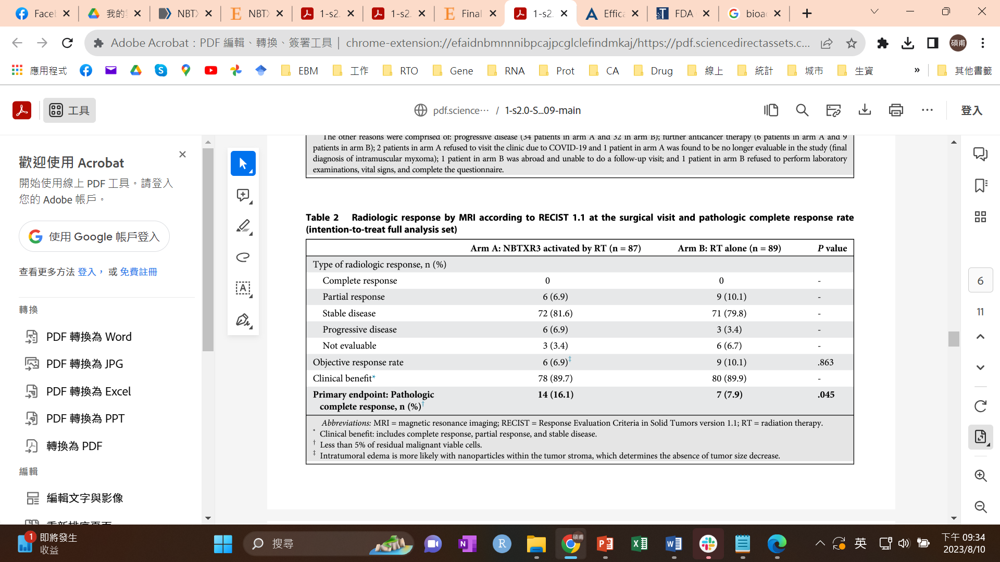 Facel
我的
NBTX
NBTX
1-s2.
1-s2.
Final
1-s2
Effica
FDA
bioa
Adobe Acrobat：PDF 編輯、轉換、簽署工具 | chrome-extension://efaidnbmnnnibpcajpcglclefindmkaj/https://pdf.sciencedirectassets.c...
碩甫
應用程式 EBM 工作 RTO Gene RNA Prot CA Drug 線上 統計 城市 生資 » 其他書籤
工具
pdf.science··· / 1-s2.0-S...09-main
登入
歡迎使用 Acrobat
開始使用線上 PDF 工具。請登入
您的 Adobe 帳戶。
使用 Google 帳戶登入
查看更多方法 登入， 或 免費註冊
轉換
PDF 轉換為 Word
PDF 轉換為 JPG
PDF 轉換為 Excel
PDF 轉換為 PPT
轉換為 PDF
編輯
編輯文字與影像
重新排序頁面
The other reasons were comprised of: progressive disease (34 patients in arm A and 32 in arm B); further anticancer therapy (6 patients in arm A and 9
patients in arm B); 2 patients in arm A refused to visit the clinic due to COVID-19 and 1 patient in arm A was found to be no longer evaluable in the study (final
diagnosis of intramuscular myxoma); 1 patient in arm B was abroad and unable to do a follow-up visit; and 1 patient in arm B refused to perform laboratory
examinations, vital signs, and complete the questionnaire.
Table 2 Radiologic response by MRI according to RECIST 1.1 at the surgical visit and pathologic complete response rate
(intention-to-treat full analysis set)
Arm A: NBTXR3 activated by RT (n = 87) Arm B: RT alone (n = 89) P value
Type of radiologic response, n (%)
Complete response 0 0 -
Partial response 6 (6.9) 9 (10.1) -
Stable disease 72 (81.6) 71 (79.8) -
Progressive disease 6 (6.9) 3 (3.4) -
Not evaluable 3 (3.4) 6 (6.7) -
Objective response rate 6 (6.9)‡ 9 (10.1) .863
Clinical benefit* 78 (89.7) 80 (89.9) -
Primary endpoint: Pathologic 14 (16.1) 7 (7.9) .045
complete response, n (%)†
Abbreviations: MRI = magnetic resonance imaging; RECIST = Response Evaluation Criteria in Solid Tumors version 1.1; RT = radiation therapy.
* Clinical benefit: includes complete response, partial response, and stable disease.
† Less than 5% of residual malignant viable cells.
‡ Intratumoral edema is more likely with nanoparticles within the tumor stroma, which determines the absence of tumor size decrease.
6
11
1
即將發生
收益
搜尋
英
下午 09:34
2023/8/10